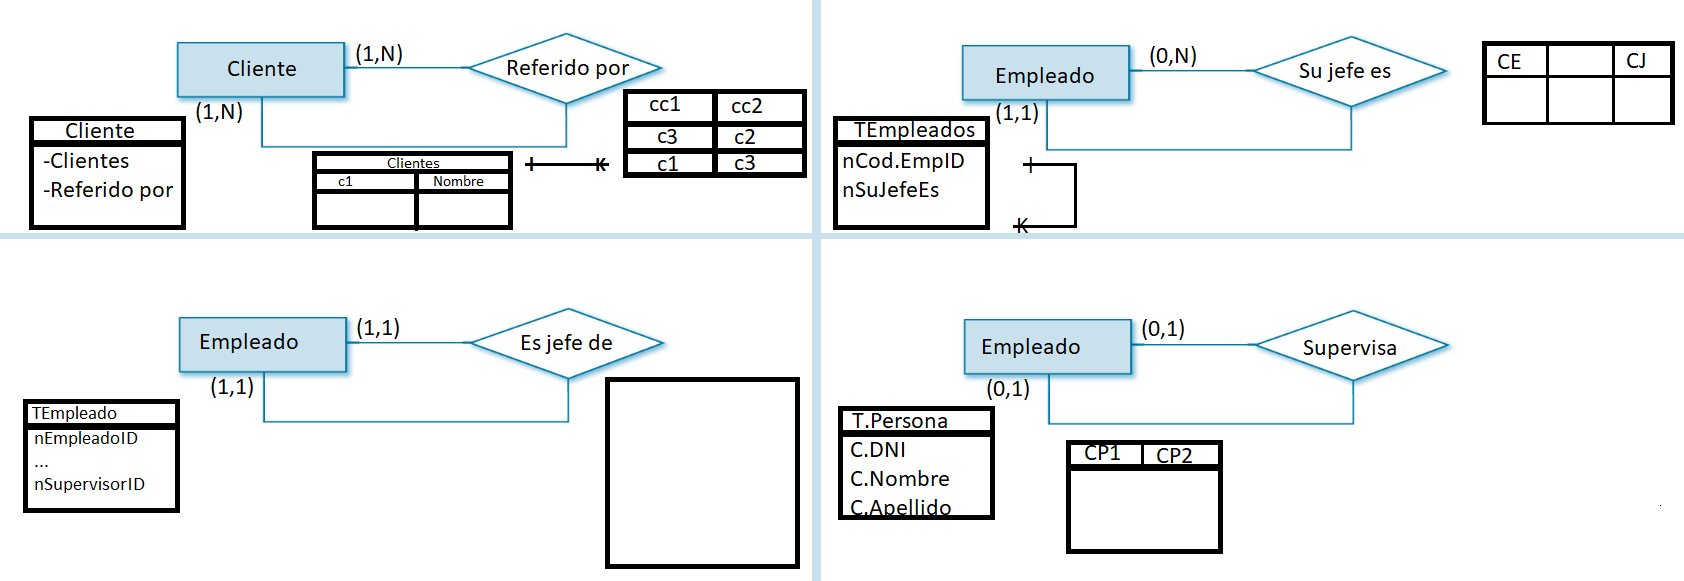 Cliente
(1,N)
Referido por
(1,N)
Cliente
-Clientes
-Referido por
Clientes
c1 Nombre
cc1 cc2
c3 c2
c1 c3
Empleado
(0,N)
Su jefe es
(1,1)
CE CJ
TEmpleados
nCod.EmpID
nSuJefeEs
Empleado
(1,1)
Es jefe de
(1,1)
TEmpleado
nEmpleadoID
...
nSupervisorID
Empleado
(0,1)
Supervisa
(0,1)
T.Persona
C.DNI
C.Nombre
C.Apellido
CP1 CP2